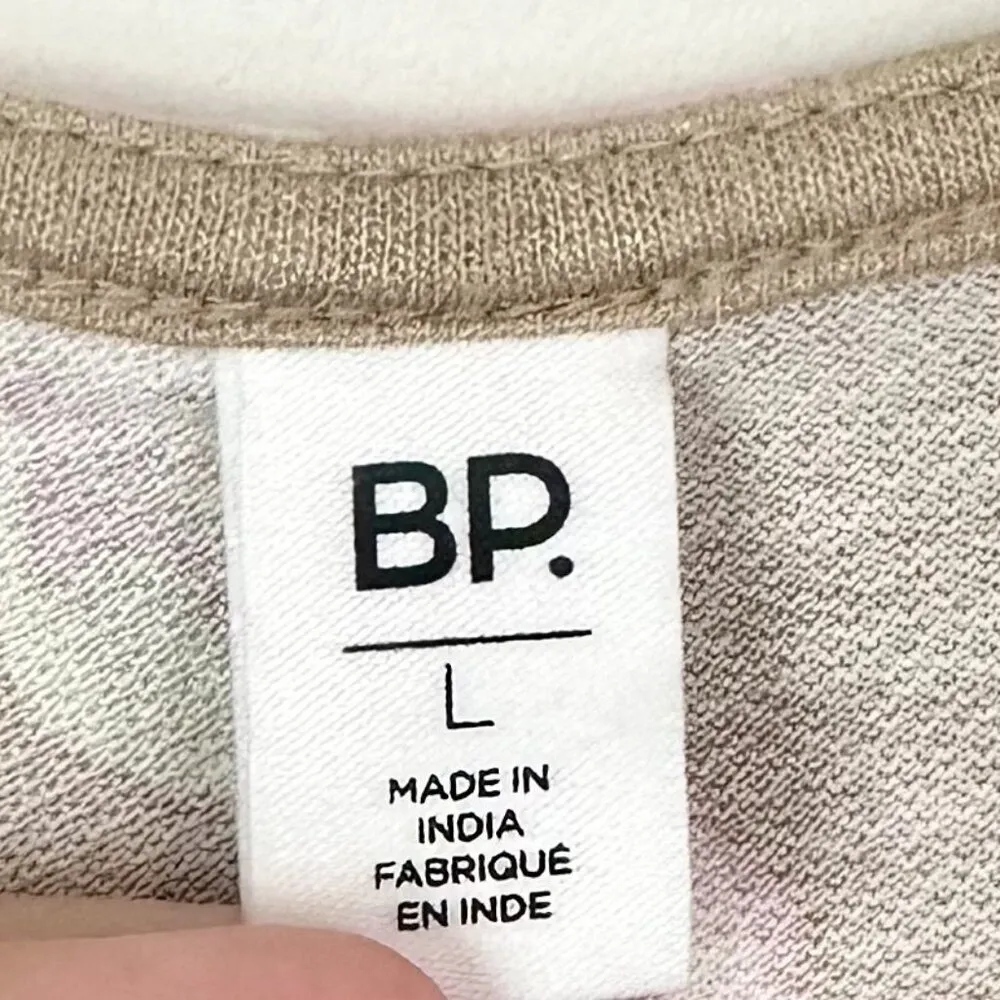 BP.
L
MADE IN
INDIA
FABRIQUÉ
EN INDE